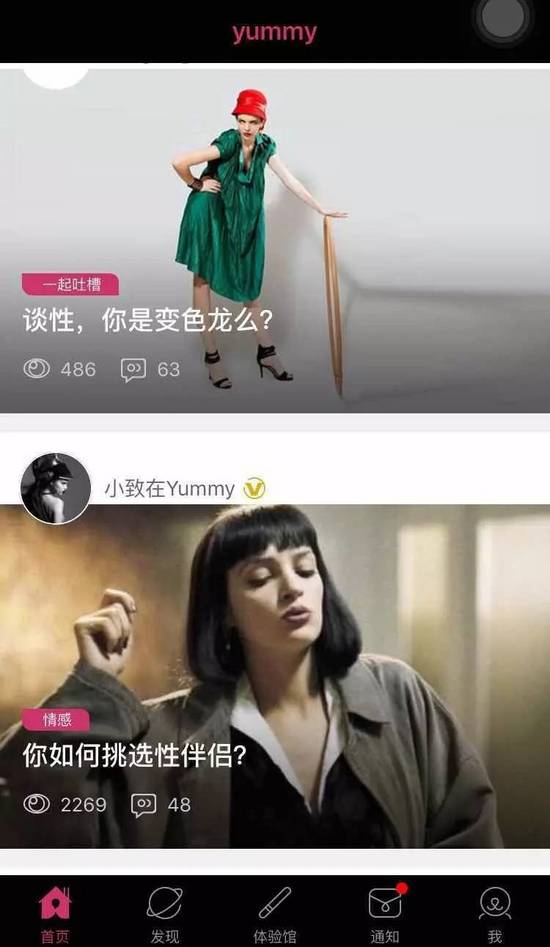 yummy
一起吐槽
谈性，你是变色龙么？
486 63
小致在Yummy
情感
你如何挑选性伴侣？
2269 48
首页 发现 体验馆 通知 我